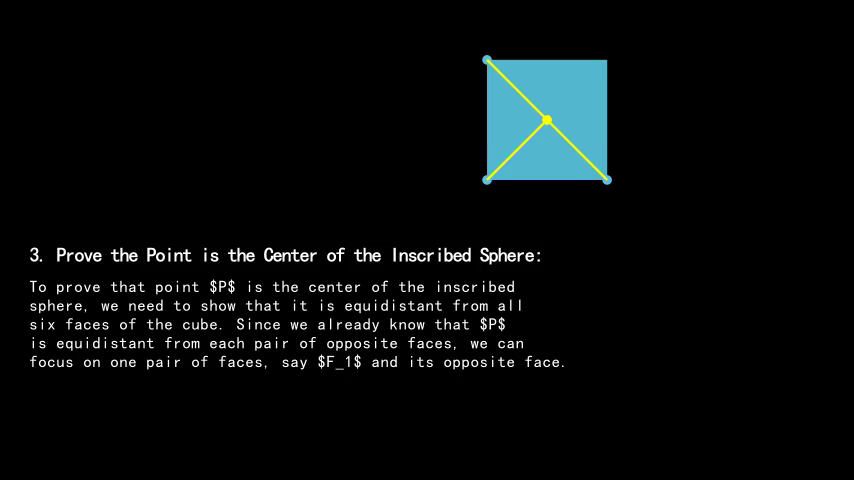 3. Prove the Point is the Center of the Inscribed Sphere:
To prove that point $P$ is the center of the inscribed
sphere, we need to show that it is equidistant from all
six faces of the cube. Since we already know that $P$
is equidistant from each pair of opposite faces, we can
focus on one pair of faces, say $F_1$ and its opposite face.